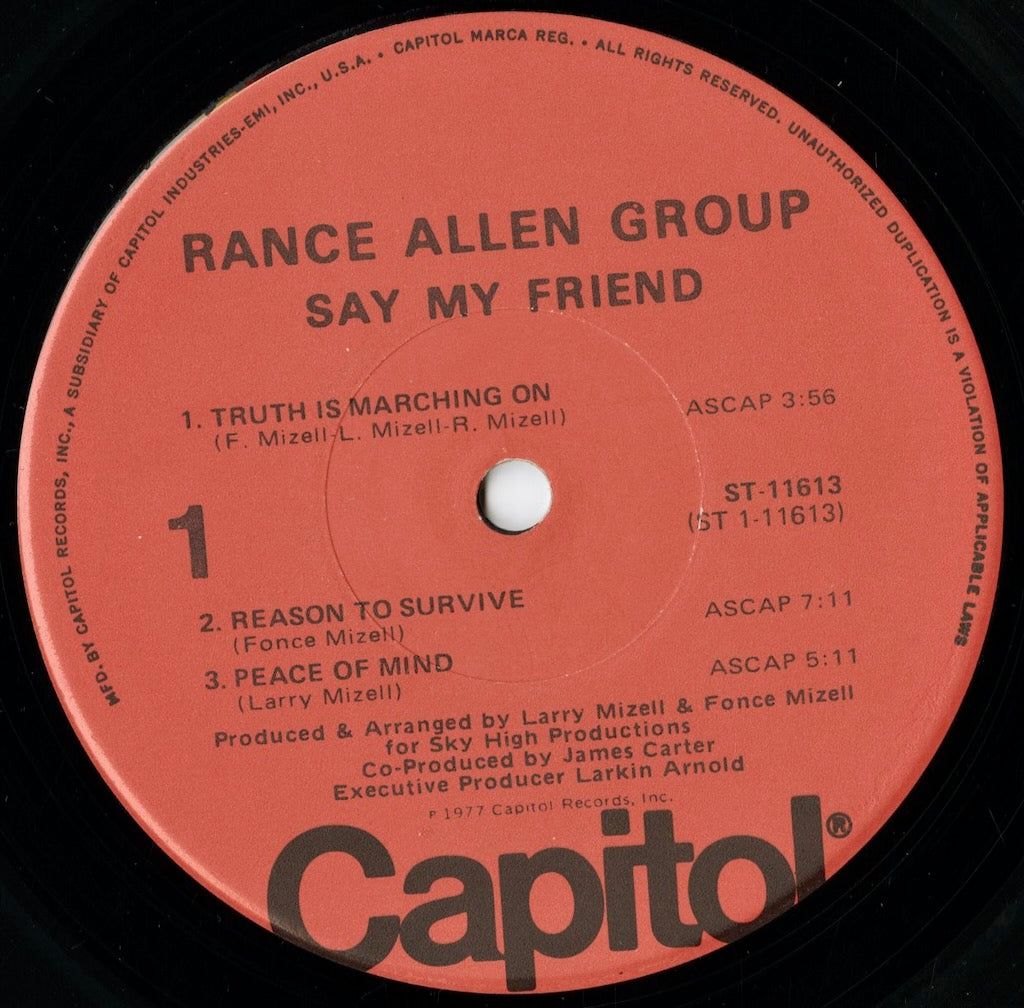 MFD. BY CAPITOL RECORDS, INC., A SUBSIDIARY OF CAPITOL INDUSTRIES-EMI, INC., U.S.A. • CAPITOL MARCA REG. • ALL RIGHTS RESERVED. UNAUTHORIZED DUPLICATION IS A VIOLATION OF APPLICABLE LAWS
RANCE ALLEN GROUP
SAY MY FRIEND
1. TRUTH IS MARCHING ON ASCAP 3:56
(F. Mizell-L. Mizell-R. Mizell)
ST-11613
(ST 1-11613)
1
2. REASON TO SURVIVE ASCAP 7:11
(Fonce Mizell)
3. PEACE OF MIND ASCAP 5:11
(Larry Mizell)
Produced & Arranged by Larry Mizell & Fonce Mizell
for Sky High Productions
Co-Produced by James Carter
Executive Producer Larkin Arnold
℗ 1977 Capitol Records, Inc.
Capitol®